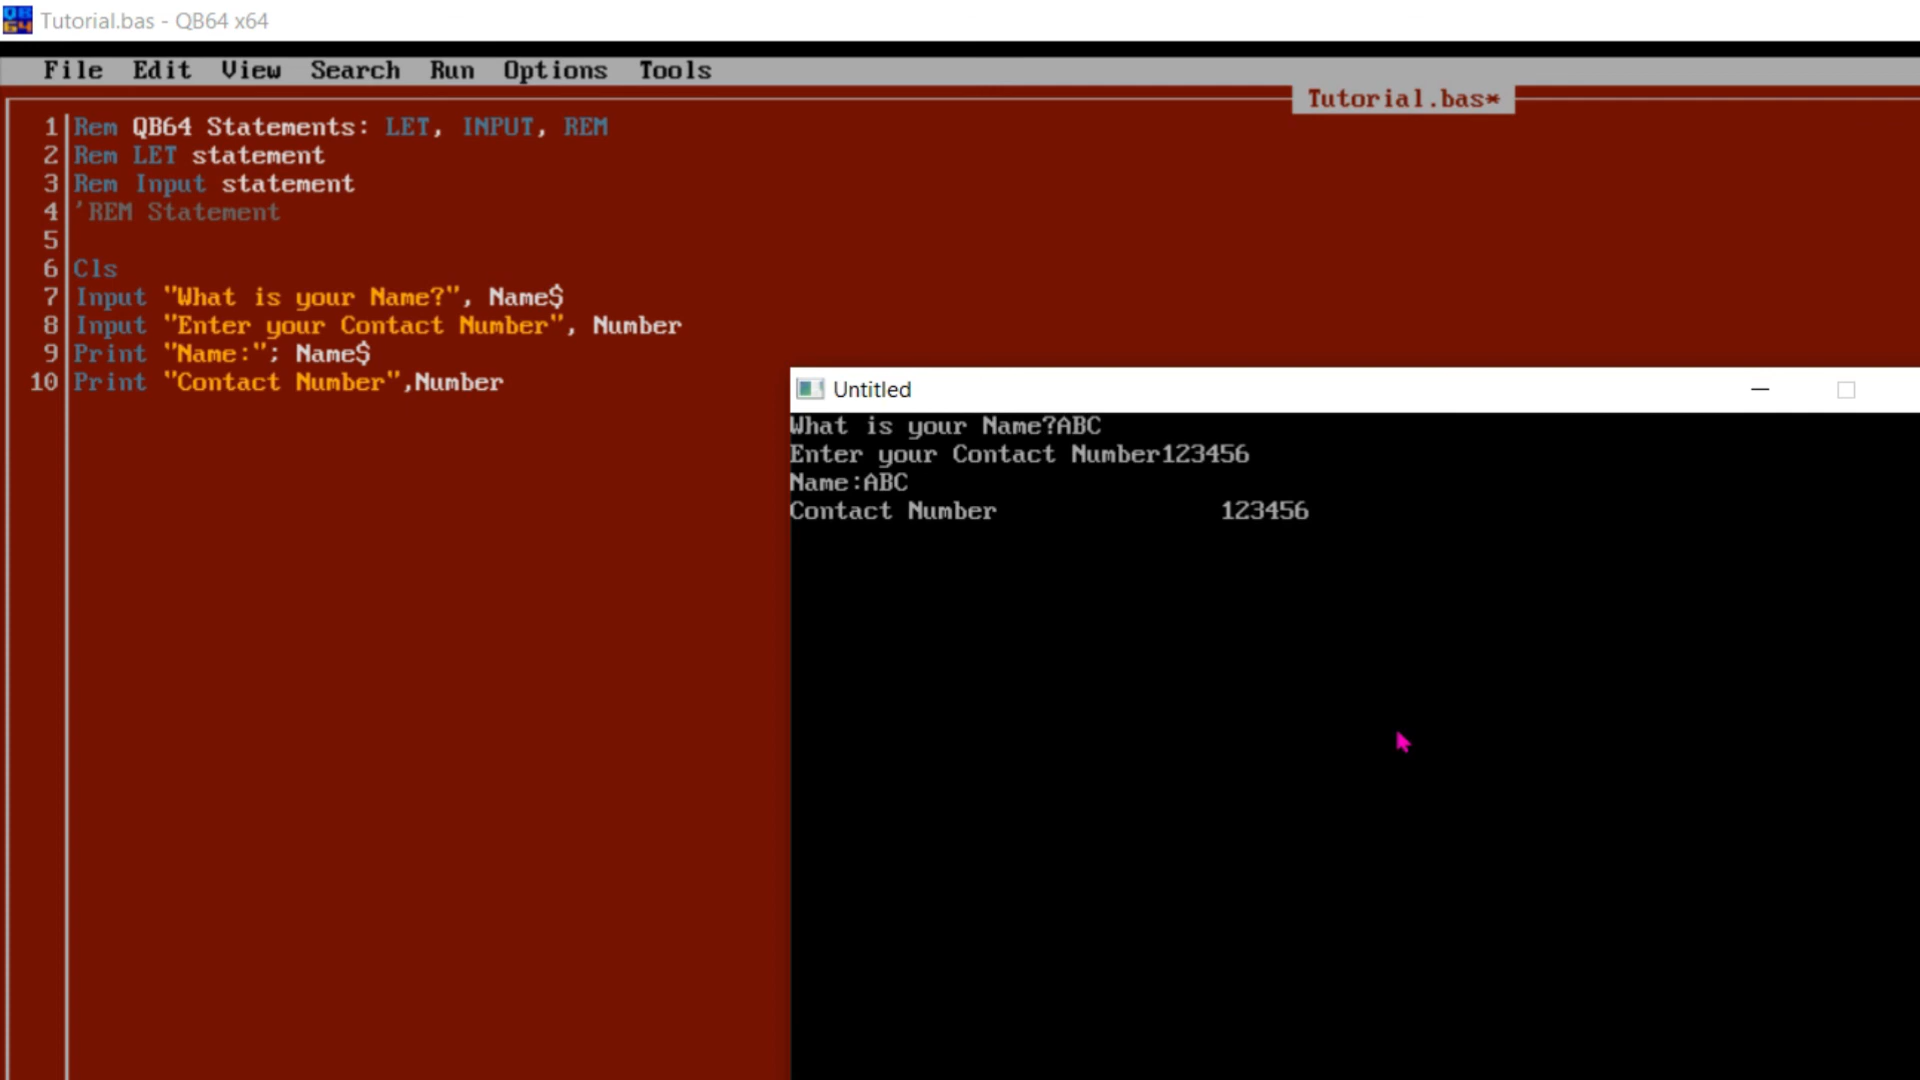 Tutorial.bas - QB64 x64
File Edit View Search Run Options Tools
Tutorial.bas*
1 Rem QB64 Statements: LET, INPUT, REM
2 Rem LET statement
3 Rem Input statement
4 'REM Statement
5
6 Cls
7 Input "What is your Name?", Name$
8 Input "Enter your Contact Number", Number
9 Print "Name:"; Name$
10 Print "Contact Number",Number
Untitled
What is your Name?ABC
Enter your Contact Number123456
Name:ABC
Contact Number 123456